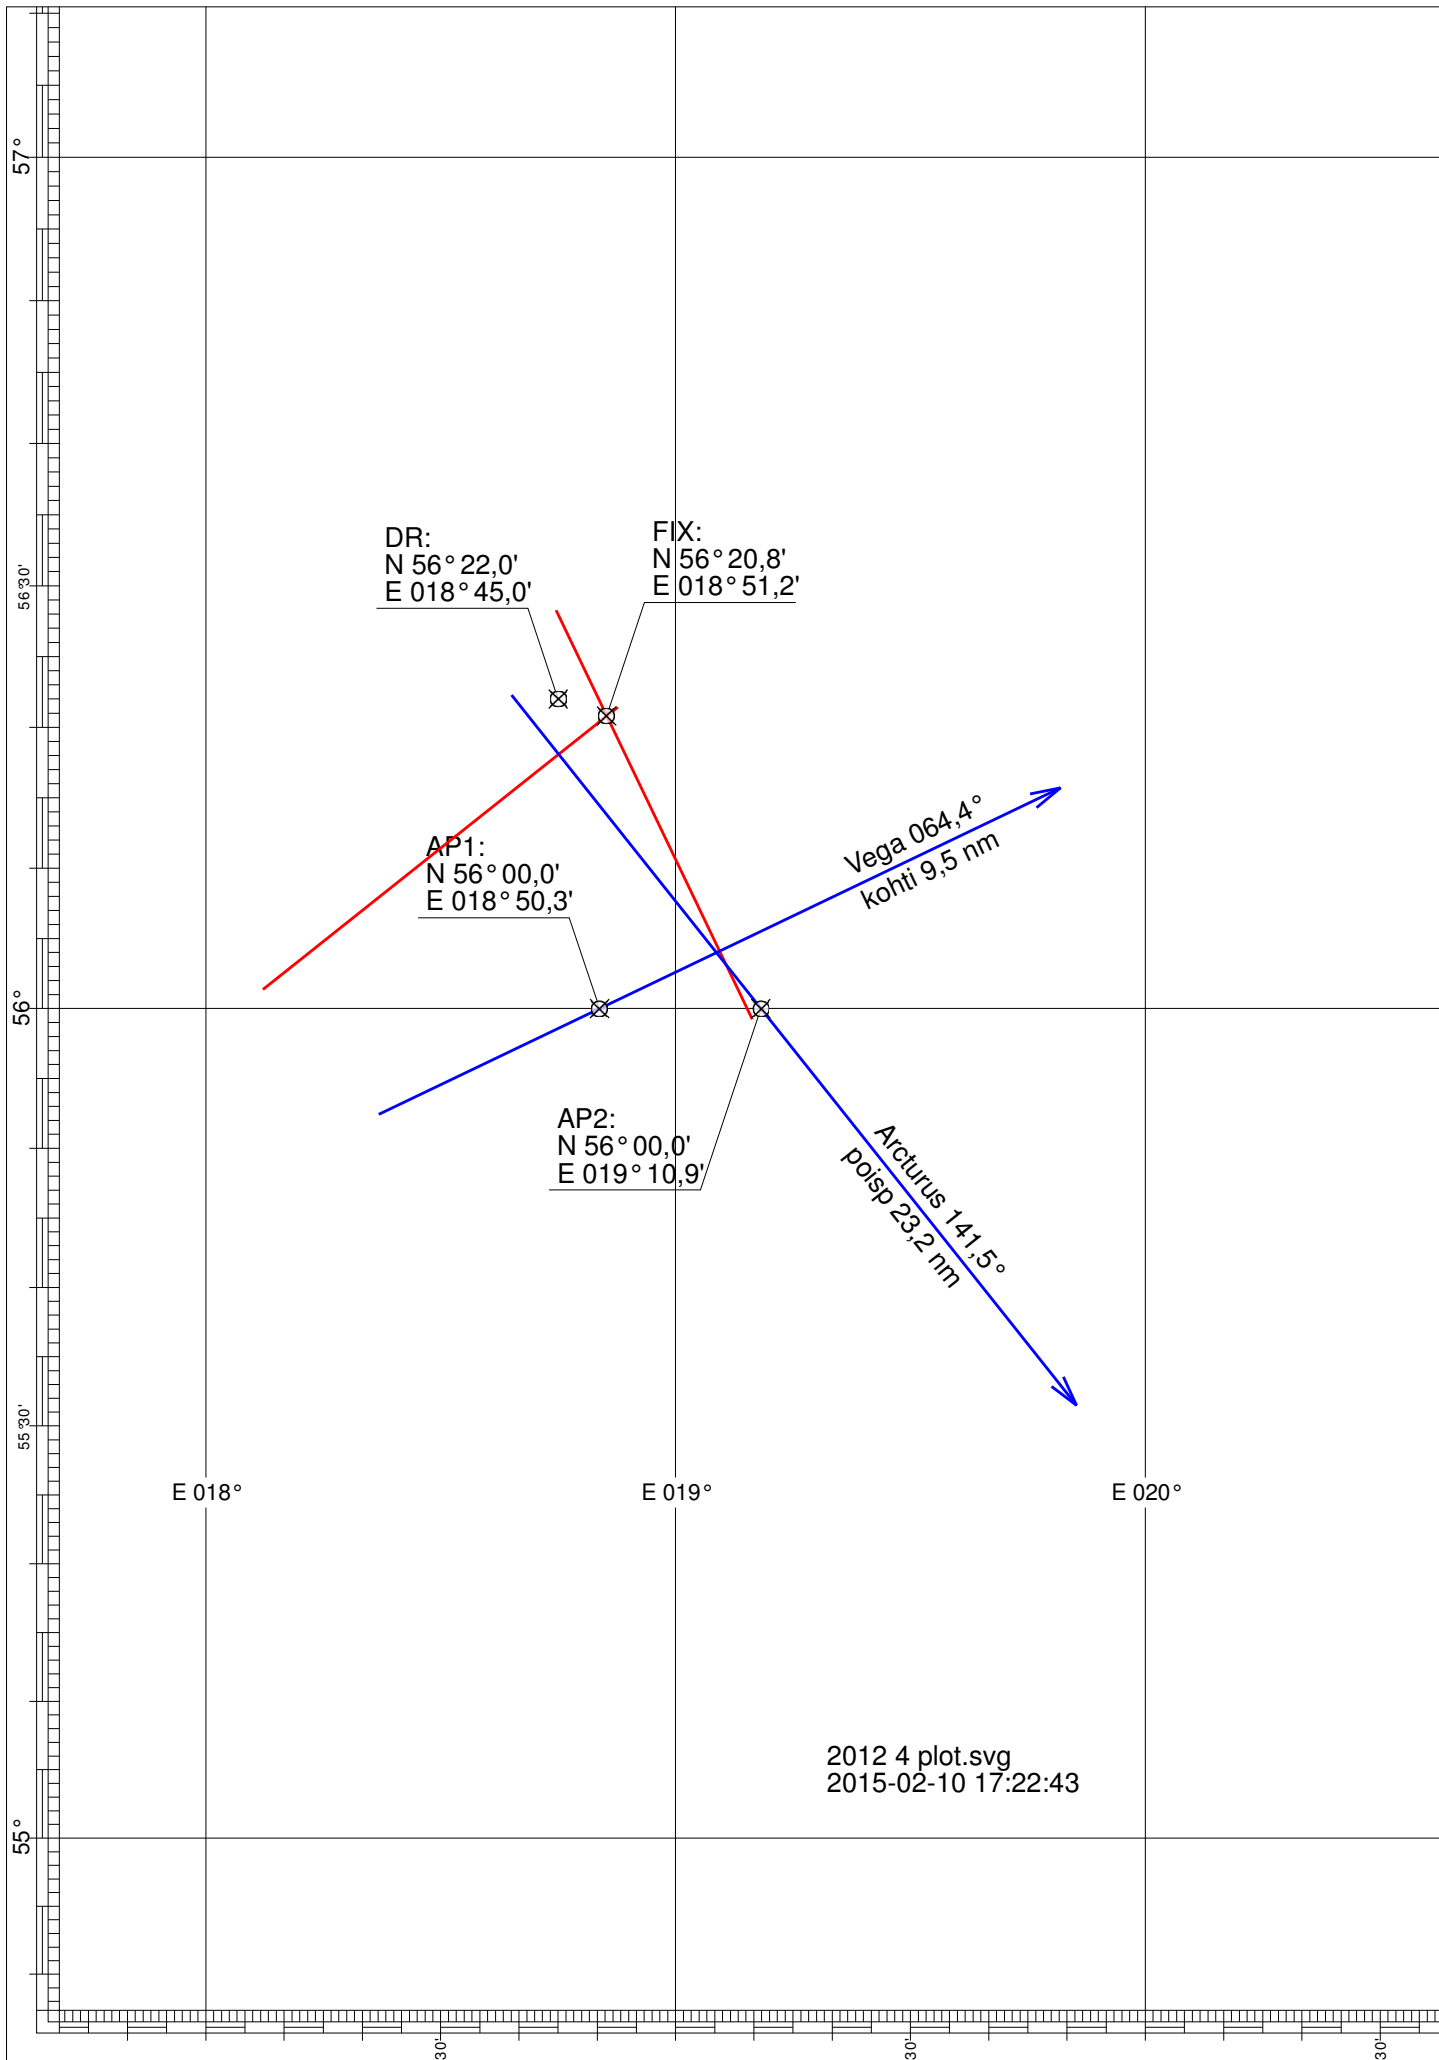 57°
56°30'
DR:
N 56° 22,0'
E 018° 45,0'
FIX:
N 56° 20,8'
E 018° 51,2'
AP1:
N 56° 00,0'
E 018° 50,3'
Vega 064,4°
kohti 9,5 nm
56°
AP2:
N 56° 00,0'
E 019° 10,9'
Arcturus 141,5°
poisp 23,2 nm
55°30'
E 018°
E 019°
E 020°
2012 4 plot.svg
2015-02-10 17:22:43
55°
30'
30'
30'